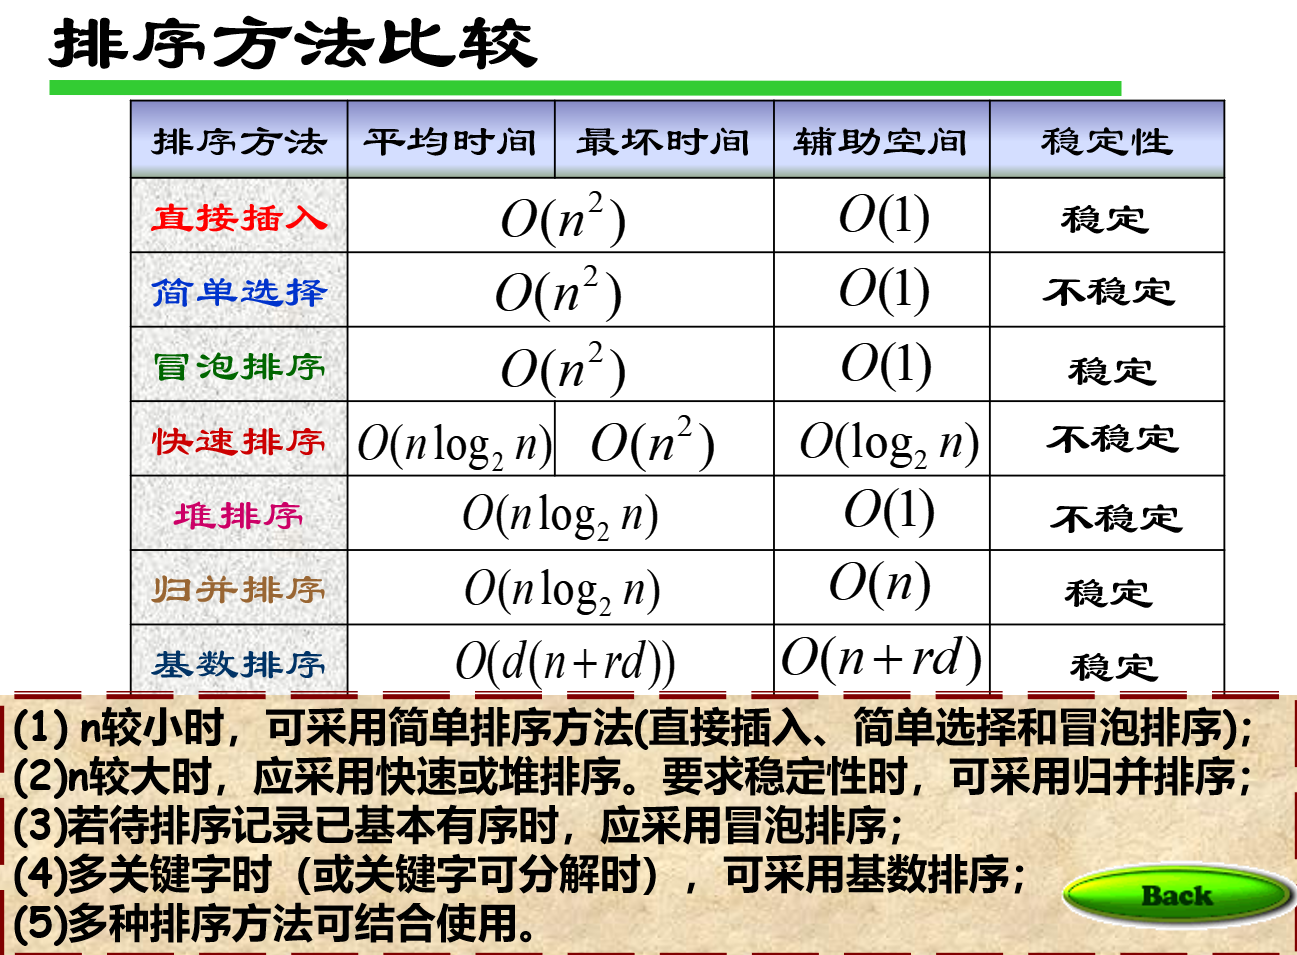 排序方法比较
排序方法 平均时间 最坏时间 辅助空间 稳定性
直接插入 O(n²) O(1) 稳定
简单选择 O(n²) O(1) 不稳定
冒泡排序 O(n²) O(1) 稳定
快速排序 O(n log₂ n) O(n²) O(log₂ n) 不稳定
堆排序 O(n log₂ n) O(1) 不稳定
归并排序 O(n log₂ n) O(n) 稳定
基数排序 O(d(n+rd)) O(n+rd) 稳定
(1) n较小时，可采用简单排序方法(直接插入、简单选择和冒泡排序)；
(2)n较大时，应采用快速或堆排序。要求稳定性时，可采用归并排序；
(3)若待排序记录已基本有序时，应采用冒泡排序；
(4)多关键字时（或关键字可分解时），可采用基数排序；
(5)多种排序方法可结合使用。
Back